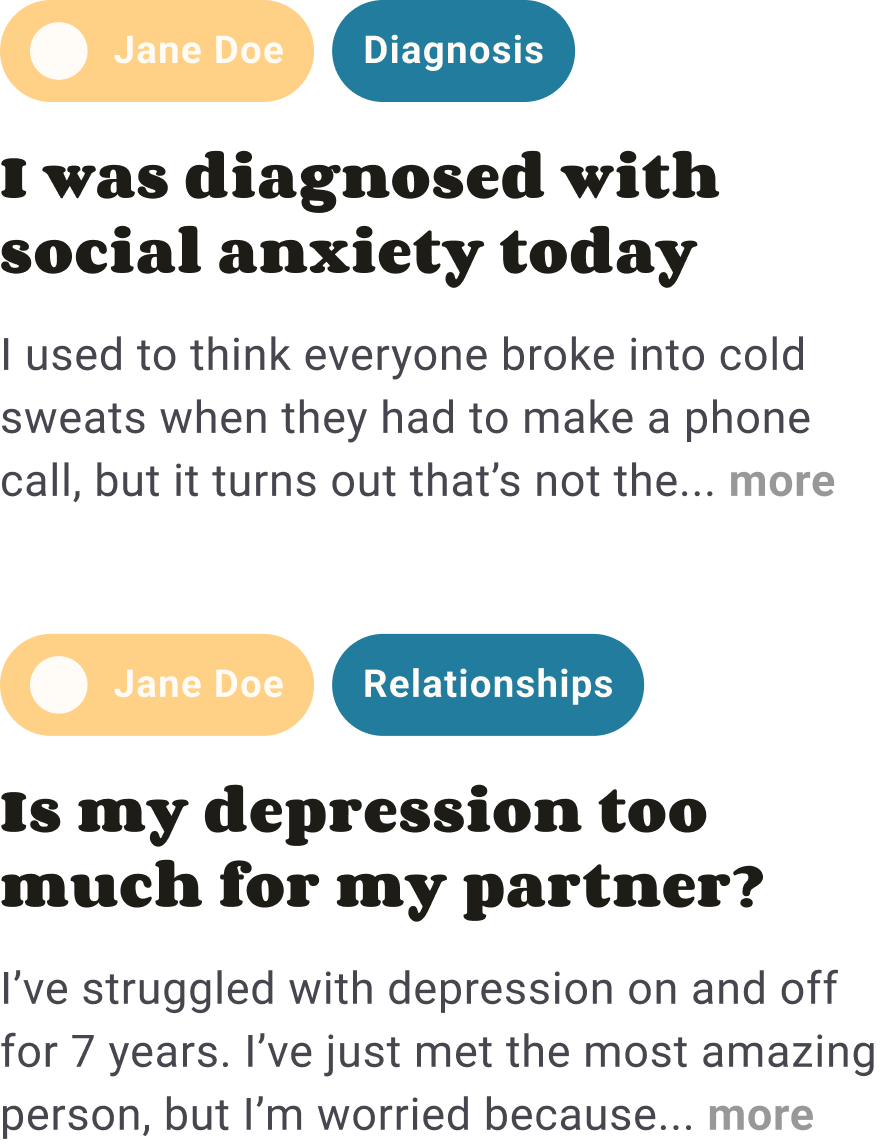 Jane Doe Diagnosis
I was diagnosed with
social anxiety today
I used to think everyone broke into cold
sweats when they had to make a phone
call, but it turns out that’s not the... more
Jane Doe Relationships
Is my depression too
much for my partner?
I’ve struggled with depression on and off
for 7 years. I’ve just met the most amazing
person, but I’m worried because... more